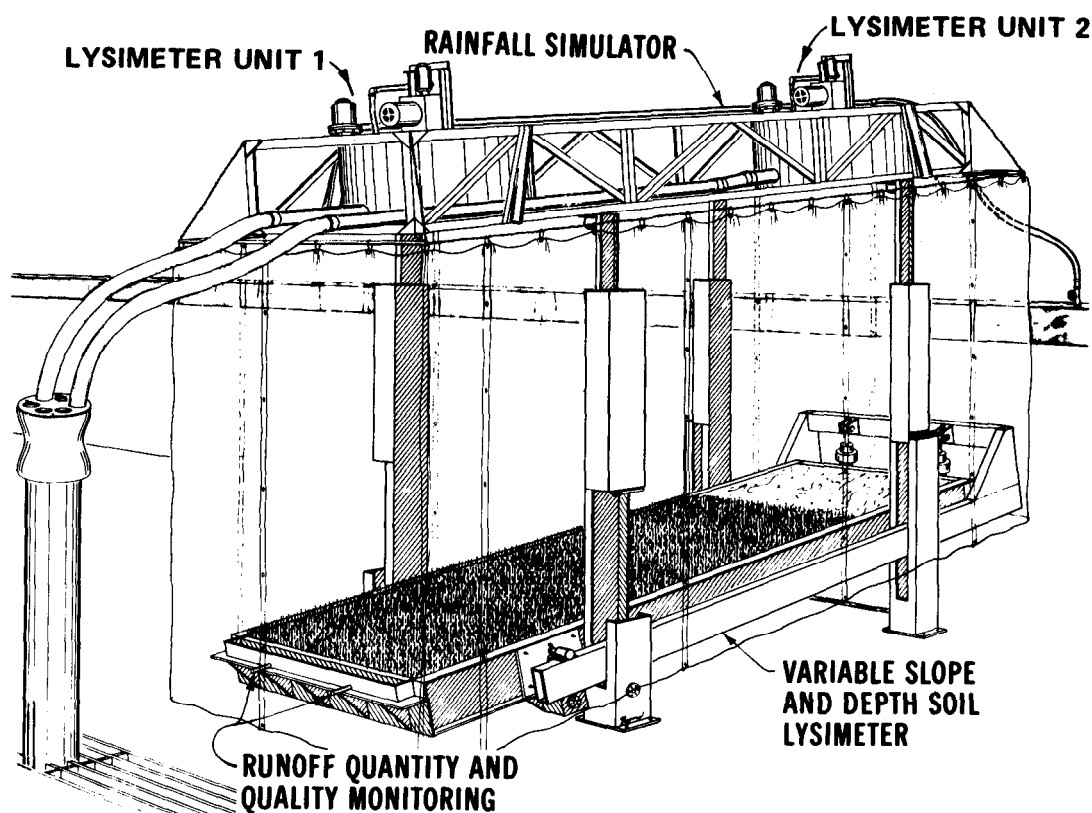 LYSIMETER UNIT 1
RAINFALL SIMULATOR
LYSIMETER UNIT 2
VARIABLE SLOPE
AND DEPTH SOIL
LYSIMETER
RUNOFF QUANTITY AND
QUALITY MONITORING